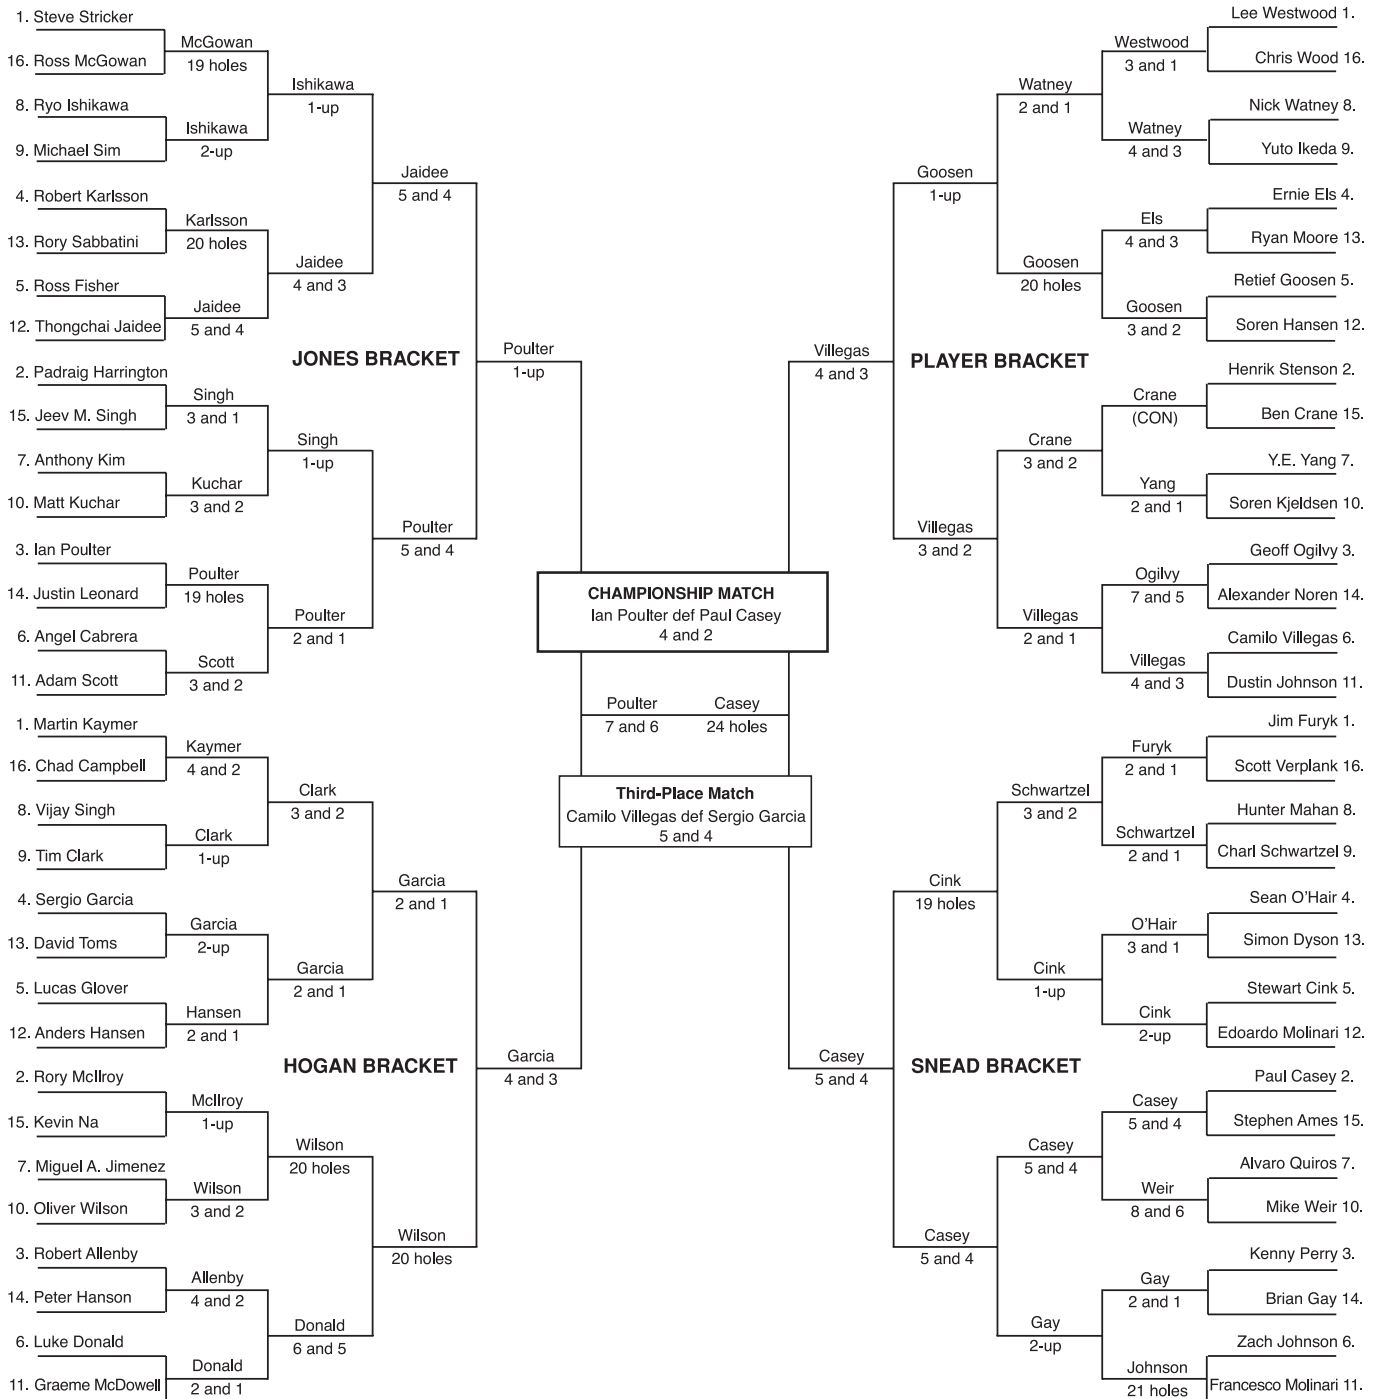 1. Steve Stricker
16. Ross McGowan
8. Ryo Ishikawa
9. Michael Sim
4. Robert Karlsson
13. Rory Sabbatini
5. Ross Fisher
12. Thongchai Jaidee
2. Padraig Harrington
15. Jeev M. Singh
7. Anthony Kim
10. Matt Kuchar
3. Ian Poulter
14. Justin Leonard
6. Angel Cabrera
11. Adam Scott
McGowan
19 holes
Ishikawa
2-up
Karlsson
20 holes
Jaidee
5 and 4
Singh
3 and 1
Kuchar
3 and 2
Poulter
19 holes
Scott
3 and 2
Ishikawa
1-up
Jaidee
4 and 3
Singh
1-up
Poulter
2 and 1
Jaidee
5 and 4
Poulter
5 and 4
JONES BRACKET
Poulter
1-up
1. Martin Kaymer
16. Chad Campbell
8. Vijay Singh
9. Tim Clark
4. Sergio Garcia
13. David Toms
5. Lucas Glover
12. Anders Hansen
2. Rory McIlroy
15. Kevin Na
7. Miguel A. Jimenez
10. Oliver Wilson
3. Robert Allenby
14. Peter Hanson
6. Luke Donald
11. Graeme McDowell
Kaymer
4 and 2
Clark
1-up
Garcia
2-up
Hansen
2 and 1
McIlroy
1-up
Wilson
3 and 2
Allenby
4 and 2
Donald
2 and 1
Clark
3 and 2
Garcia
2 and 1
Wilson
20 holes
Donald
6 and 5
Garcia
2 and 1
Wilson
20 holes
HOGAN BRACKET
Garcia
4 and 3
CHAMPIONSHIP MATCH
Ian Poulter def Paul Casey
4 and 2
Poulter
7 and 6
Casey
24 holes
Third-Place Match
Camilo Villegas def Sergio Garcia
5 and 4
Lee Westwood 1.
Chris Wood 16.
Nick Watney 8.
Yuto Ikeda 9.
Ernie Els 4.
Ryan Moore 13.
Retief Goosen 5.
Soren Hansen 12.
Henrik Stenson 2.
Ben Crane 15.
Y.E. Yang 7.
Soren Kjeldsen 10.
Geoff Ogilvy 3.
Alexander Noren 14.
Camilo Villegas 6.
Dustin Johnson 11.
Westwood
3 and 1
Watney
4 and 3
Els
4 and 3
Goosen
3 and 2
Crane
(CON)
Yang
2 and 1
Ogilvy
7 and 5
Villegas
4 and 3
Watney
2 and 1
Goosen
20 holes
Crane
3 and 2
Villegas
2 and 1
Goosen
1-up
Villegas
3 and 2
PLAYER BRACKET
Villegas
4 and 3
Jim Furyk 1.
Scott Verplank 16.
Hunter Mahan 8.
Charl Schwartzel 9.
Sean O'Hair 4.
Simon Dyson 13.
Stewart Cink 5.
Edoardo Molinari 12.
Paul Casey 2.
Stephen Ames 15.
Alvaro Quiros 7.
Mike Weir 10.
Kenny Perry 3.
Brian Gay 14.
Zach Johnson 6.
Francesco Molinari 11.
Furyk
2 and 1
Schwartzel
2 and 1
O'Hair
3 and 1
Cink
2-up
Casey
5 and 4
Weir
8 and 6
Gay
2 and 1
Johnson
21 holes
Schwartzel
3 and 2
Cink
1-up
Casey
5 and 4
Gay
2-up
Cink
19 holes
Casey
5 and 4
SNEAD BRACKET
Casey
5 and 4